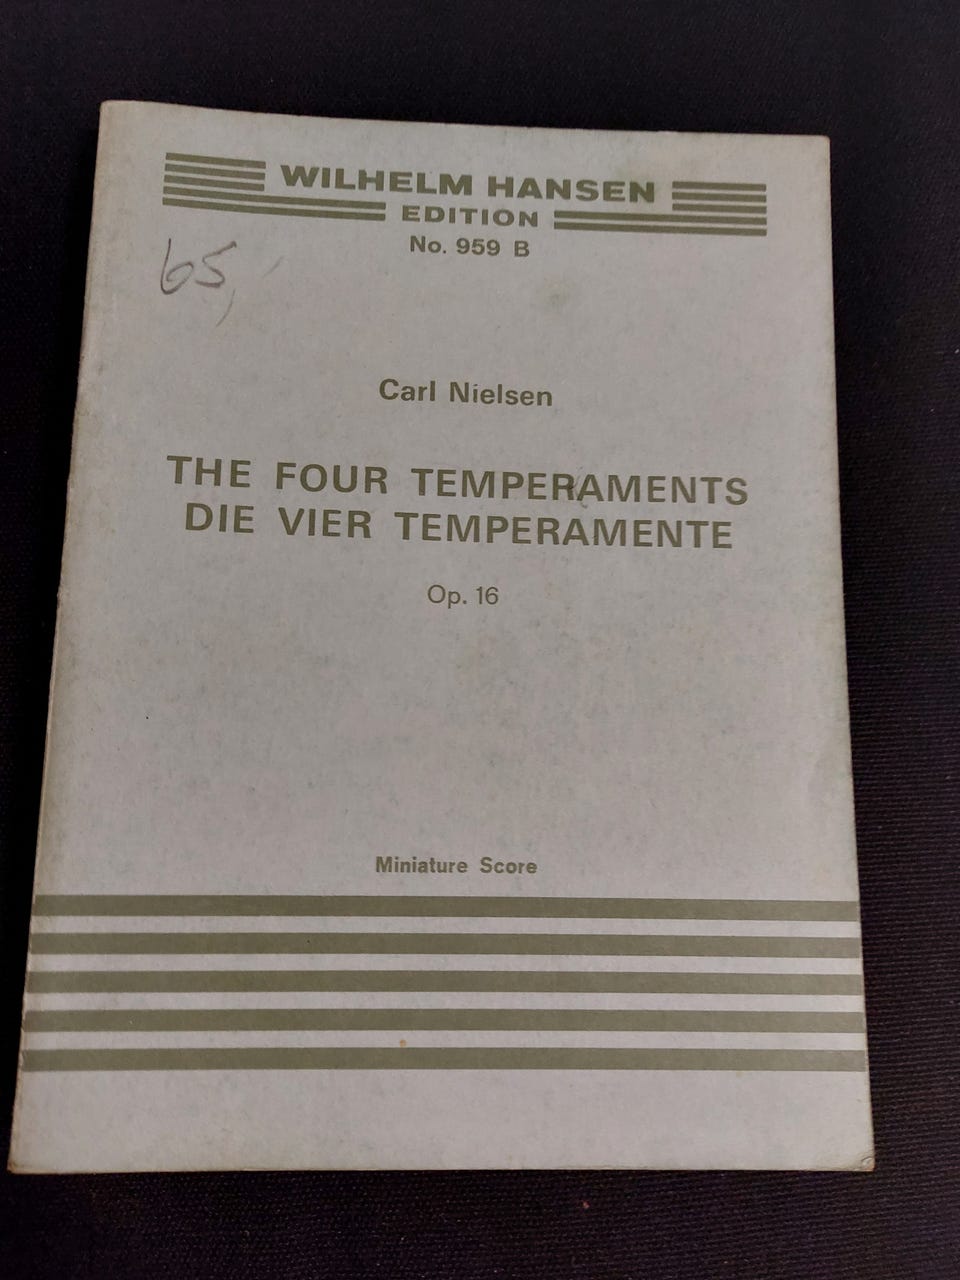 WILHELM HANSEN
EDITION
No. 959 B
65,
Carl Nielsen
THE FOUR TEMPERAMENTS
DIE VIER TEMPERAMENTE
Op. 16
Miniature Score